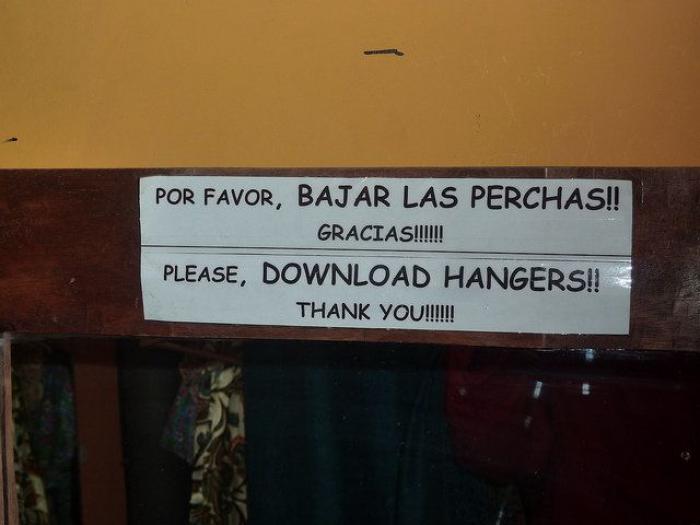 POR FAVOR, BAJAR LAS PERCHAS!!
GRACIAS!!!!!!
PLEASE, DOWNLOAD HANGERS!!
THANK YOU!!!!!!